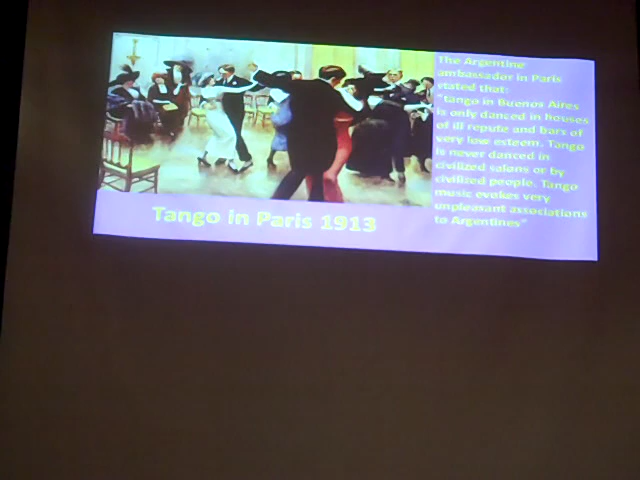 The Argentine
ambassador in Paris
stated that:
"tango in Buenos Aires
is only danced in houses
of ill repute and bars of
very low esteem. Tango
is never danced in
civilized salons or by
civilized people. Tango
music evokes very
unpleasant associations
to Argentines"
Tango in Paris 1913